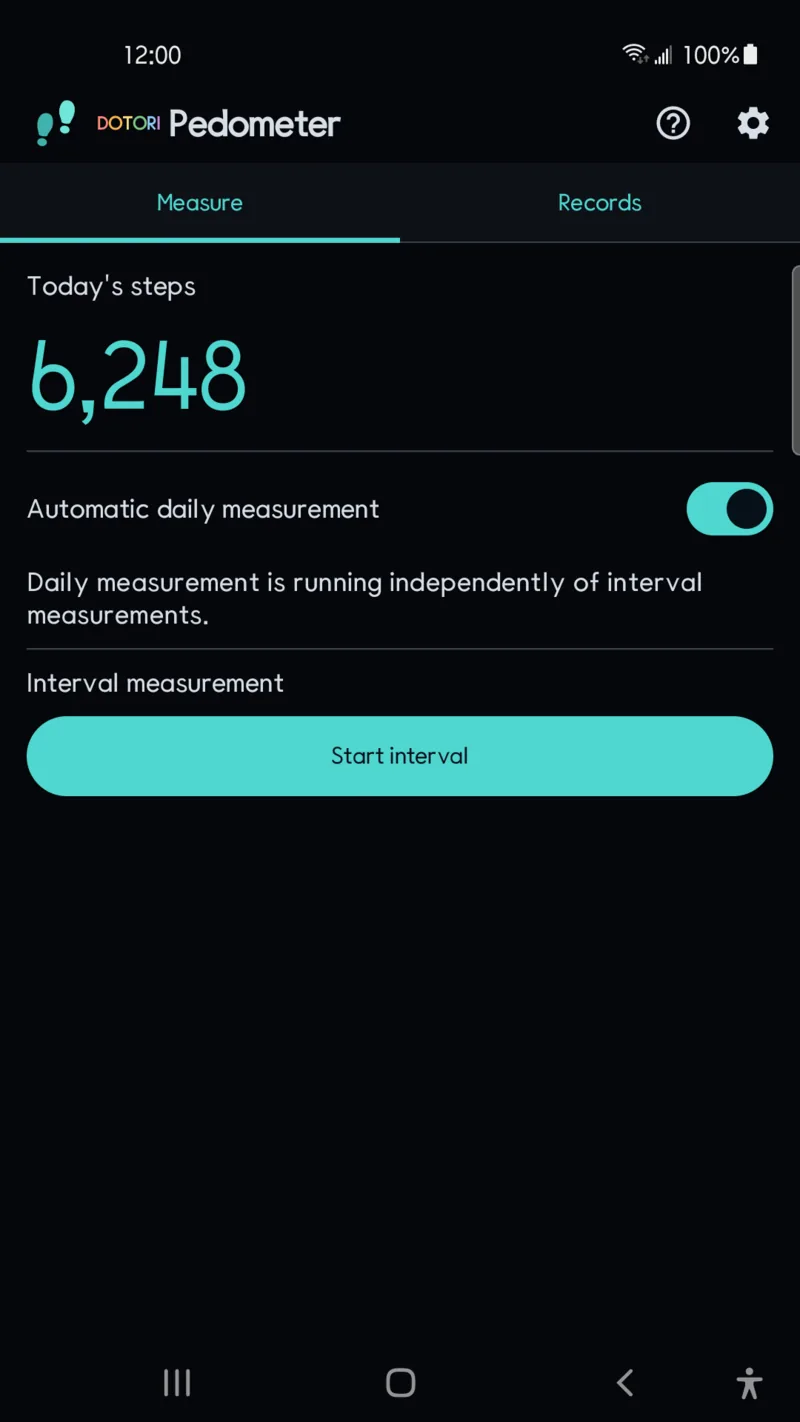 12:00 100%
DOTORI Pedometer
Measure Records
Today's steps
6,248
Automatic daily measurement
Daily measurement is running independently of interval
measurements.
Interval measurement
Start interval